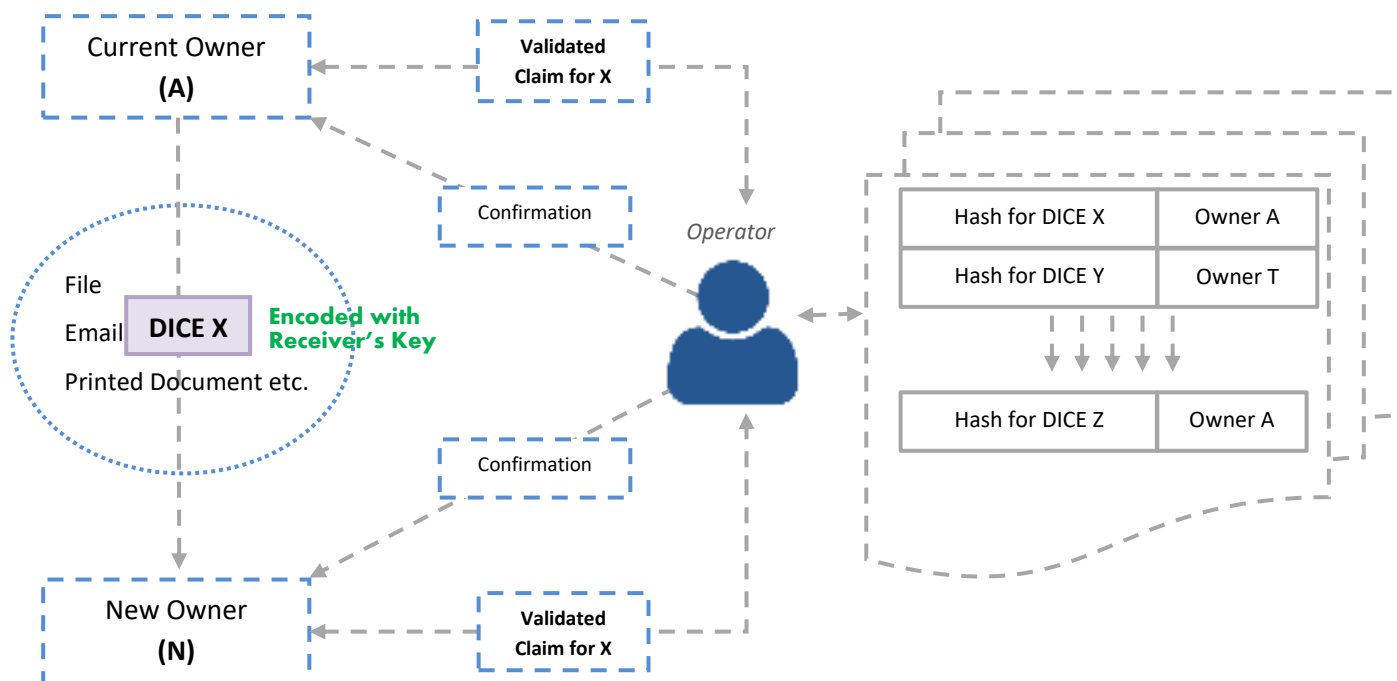 Current Owner
(A)
Validated
Claim for X
Confirmation
Operator
Hash for DICE X
Owner A
Hash for DICE Y
Owner T
Hash for DICE Z
Owner A
File
Email
DICE X
Encoded with
Receiver's Key
Printed Document etc.
Confirmation
New Owner
(N)
Validated
Claim for X